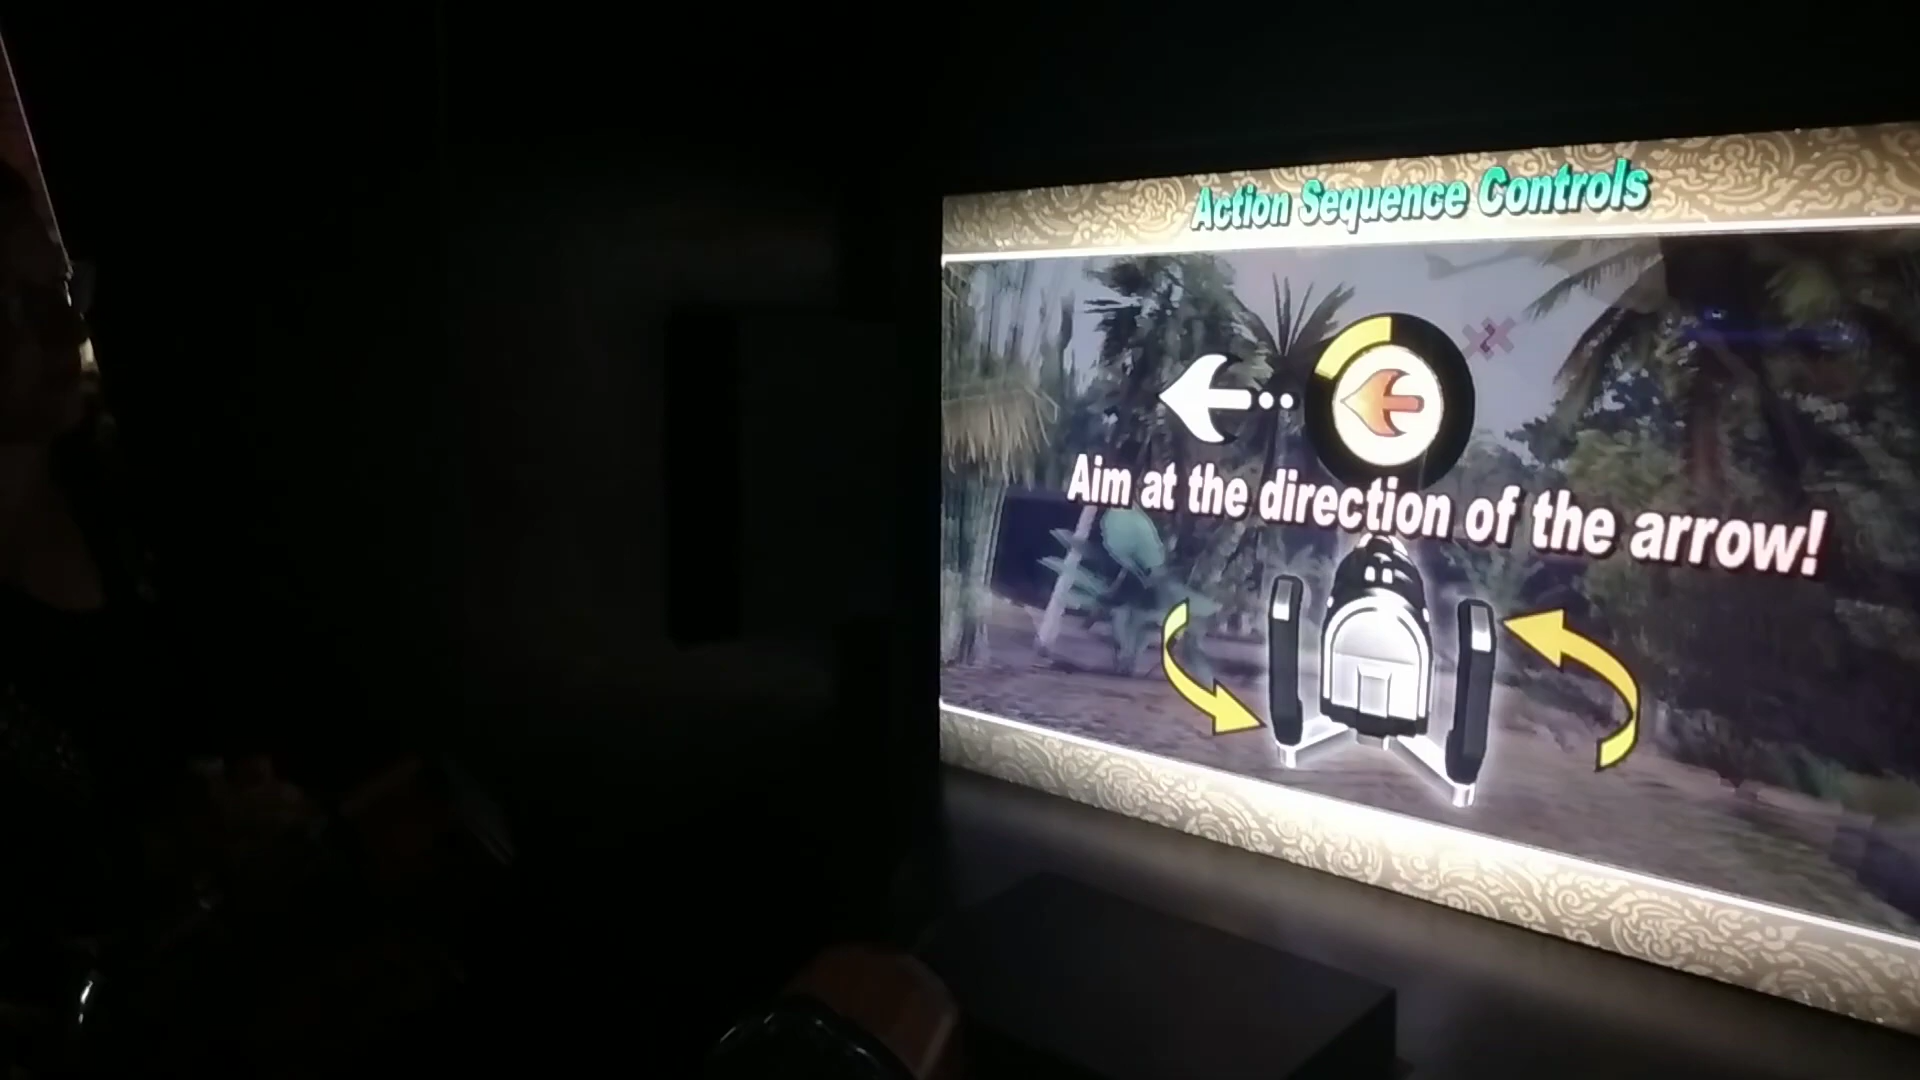 Action Sequence Controls
Aim at the direction of the arrow!